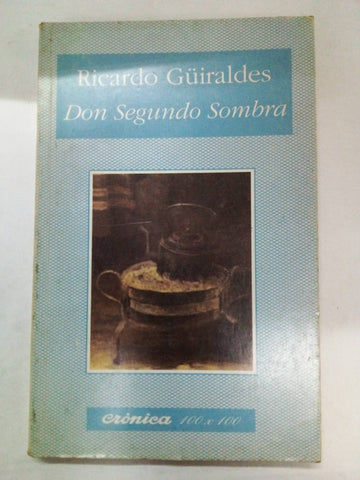 Ricardo Güiraldes
Don Segundo Sombra
crónica 100 x 100